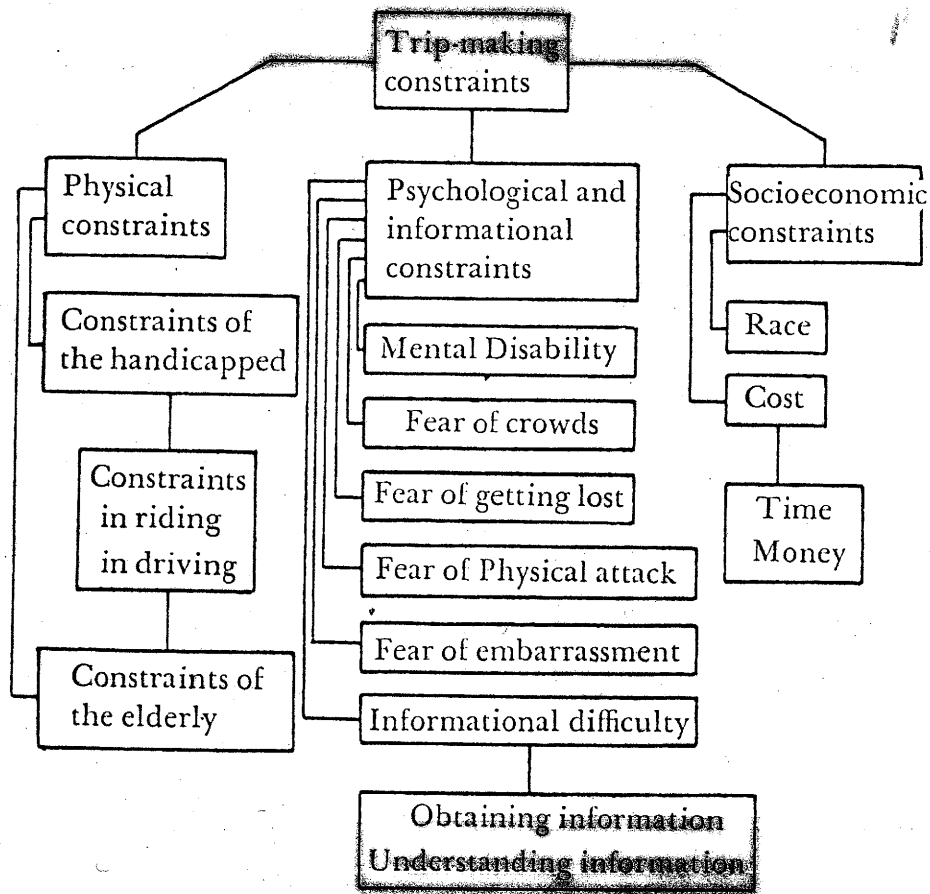 Trip-making
constraints
Physical
constraints
Constraints of
the handicapped
Constraints
in riding
in driving
Constraints of
the elderly
Psychological and
informational
constraints
Mental Disability
Fear of crowds
Fear of getting lost
Fear of Physical attack
Fear of embarrassment
Informational difficulty
Obtaining information
Understanding information
Socioeconomic
constraints
Race
Cost
Time
Money